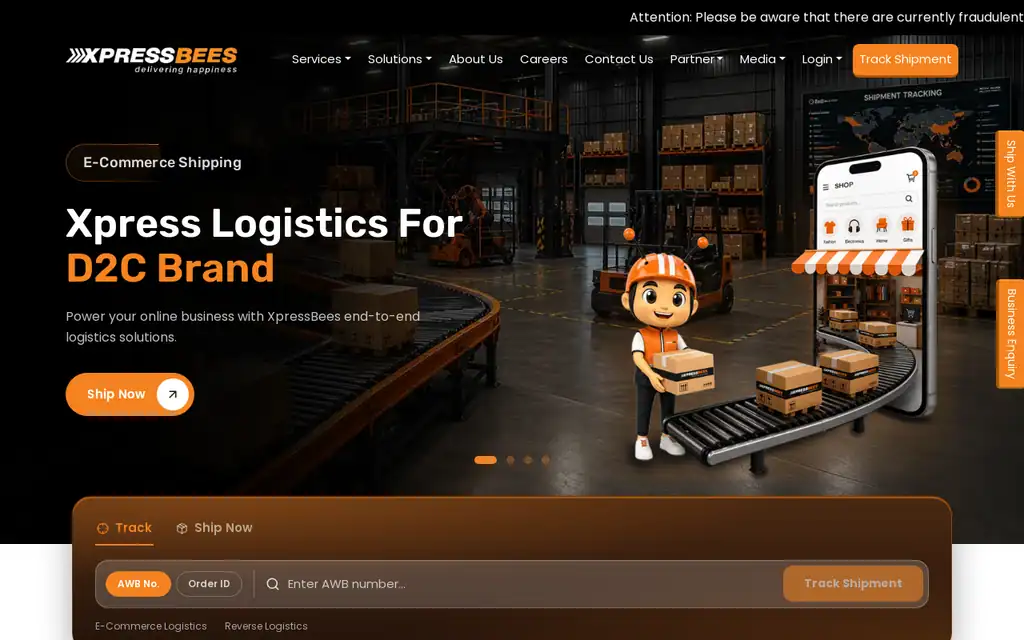 Attention: Please be aware that there are currently fraudulent
XPRESSBEES
delivering happiness
Services
Solutions
About Us
Careers
Contact Us
Partner
Media
Login
Track Shipment
SHIPMENT TRACKING
Ship With Us
E-Commerce Shipping
SHOP
Xpress Logistics For
D2C Brand
Power your online business with XpressBees end-to-end
logistics solutions.
Business Enquiry
Ship Now
XPRESSBEES
Track
Ship Now
AWB No.
Order ID
Enter AWB number...
Track Shipment
E-Commerce Logistics
Reverse Logistics